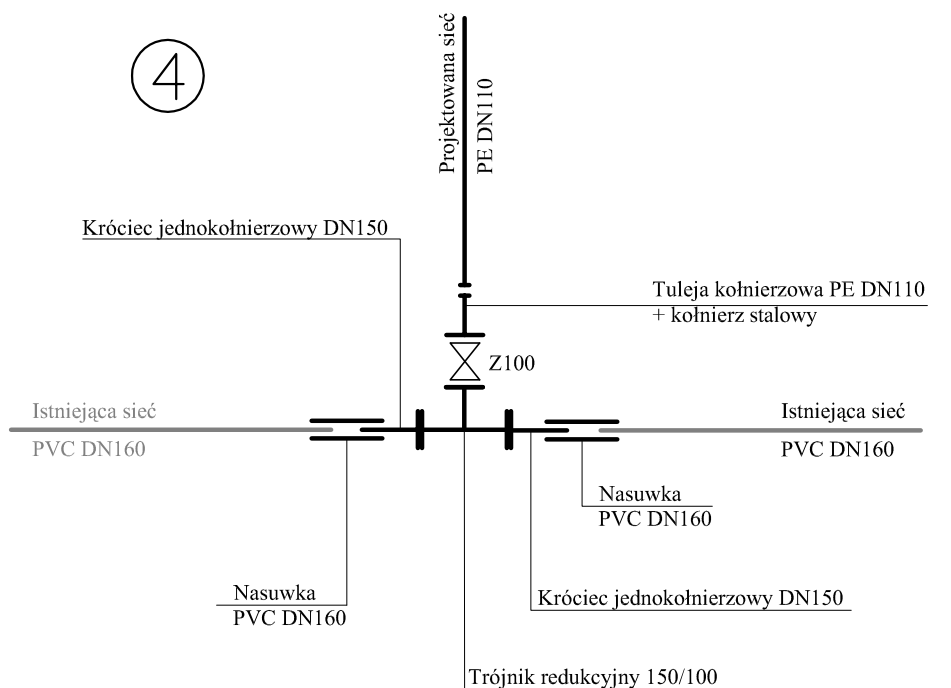 4
Projektowana sieć
PE DN110
Króciec jednokołnierzowy DN150
Tuleja kołnierzowa PE DN110
+ kołnierz stalowy
Z100
Istniejąca sieć
PVC DN160
Istniejąca sieć
PVC DN160
Nasuwka
PVC DN160
Nasuwka
PVC DN160
Króciec jednokołnierzowy DN150
Trójnik redukcyjny 150/100